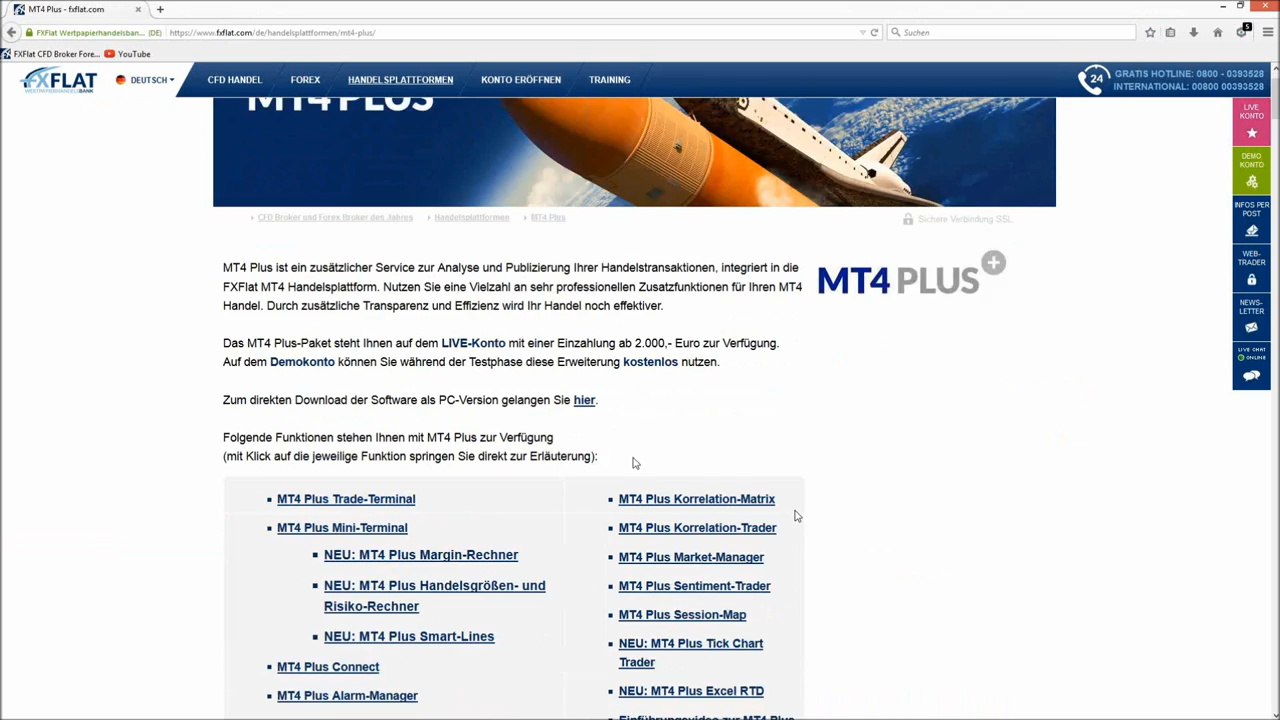 MT4 Plus - fxflat.com
FXFlat Wertpapierhandelsban... (DE)
https://www.fxflat.com/de/handelsplattformen/mt4-plus/
Suchen
5
FXFlat CFD Broker Fore...
YouTube
FXFLAT
WERTPAPIERHANDELSBANK
DEUTSCH
CFD HANDEL
FOREX
HANDELSPLATTFORMEN
KONTO ERÖFFNEN
TRAINING
24
GRATIS HOTLINE: 0800 - 0393528
INTERNATIONAL: 00800 00393528
MT4 PLUS
LIVE
KONTO
DEMO
KONTO
INFOS PER
POST
WEB-
TRADER
NEWS-
LETTER
LIVE CHAT
ONLINE
CFD Broker und Forex Broker des Jahres
Handelsplattformen
MT4 Plus
Sichere Verbindung SSL
MT4 Plus ist ein zusätzlicher Service zur Analyse und Publizierung Ihrer Handelstransaktionen, integriert in die
FXFlat MT4 Handelsplattform. Nutzen Sie eine Vielzahl an sehr professionellen Zusatzfunktionen für Ihren MT4
Handel. Durch zusätzliche Transparenz und Effizienz wird Ihr Handel noch effektiver.
MT4 PLUS+
Das MT4 Plus-Paket steht Ihnen auf dem LIVE-Konto mit einer Einzahlung ab 2.000,- Euro zur Verfügung.
Auf dem Demokonto können Sie während der Testphase diese Erweiterung kostenlos nutzen.
Zum direkten Download der Software als PC-Version gelangen Sie hier.
Folgende Funktionen stehen Ihnen mit MT4 Plus zur Verfügung
(mit Klick auf die jeweilige Funktion springen Sie direkt zur Erläuterung):
MT4 Plus Trade-Terminal
MT4 Plus Mini-Terminal
NEU: MT4 Plus Margin-Rechner
NEU: MT4 Plus Handelsgrößen- und
Risiko-Rechner
NEU: MT4 Plus Smart-Lines
MT4 Plus Connect
MT4 Plus Alarm-Manager
MT4 Plus Korrelation-Matrix
MT4 Plus Korrelation-Trader
MT4 Plus Market-Manager
MT4 Plus Sentiment-Trader
MT4 Plus Session-Map
NEU: MT4 Plus Tick Chart
Trader
NEU: MT4 Plus Excel RTD
Einführungsvideo zur MT4 Plus